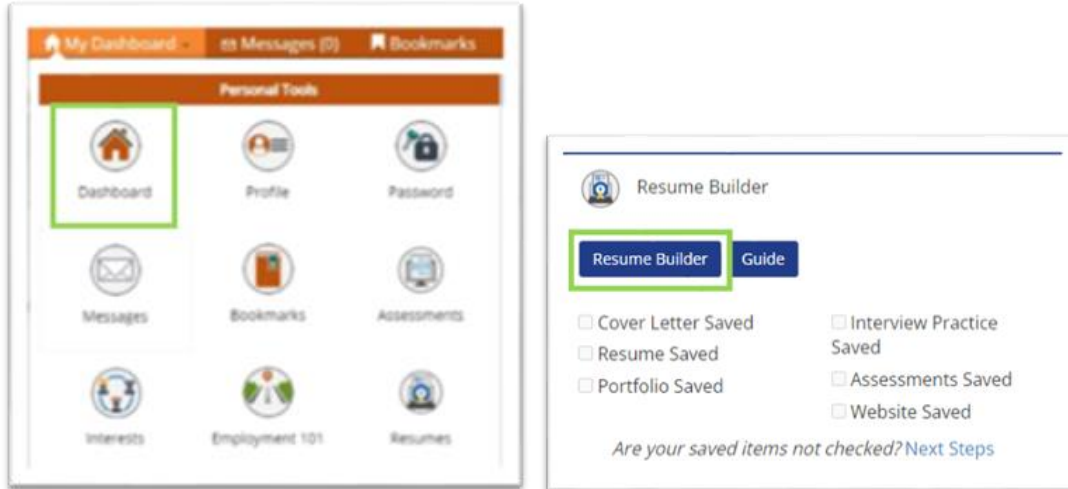 My Dashboard Messages (0) Bookmarks
Personal Tools
Dashboard Profile Password
Messages Bookmarks Assessments
Interests Employment 101 Resumes
Resume Builder
Resume Builder Guide
Cover Letter Saved
Resume Saved
Portfolio Saved
Interview Practice
Saved
Assessments Saved
Website Saved
Are your saved items not checked? Next Steps